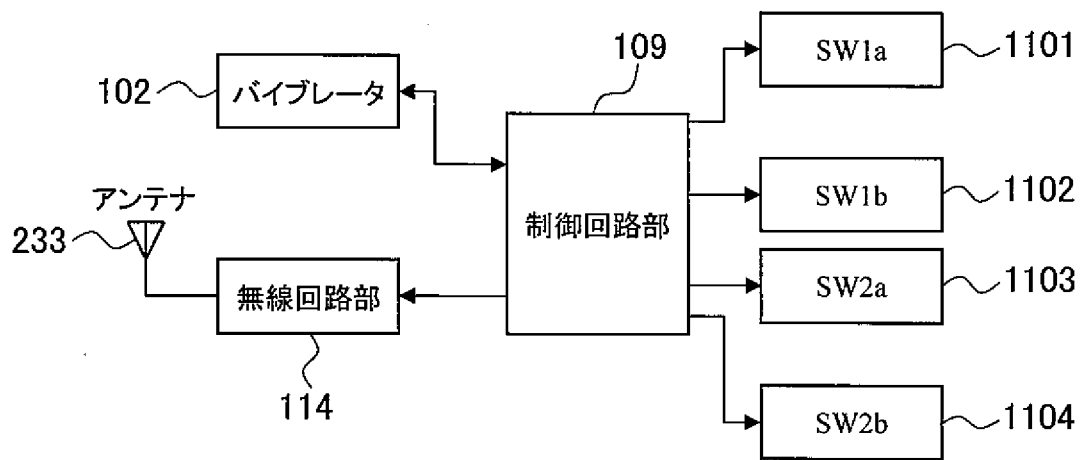 109
SW1a
1101
102
バイブレータ
SW1b
1102
アンテナ
233
制御回路部
無線回路部
114
SW2a
1103
SW2b
1104